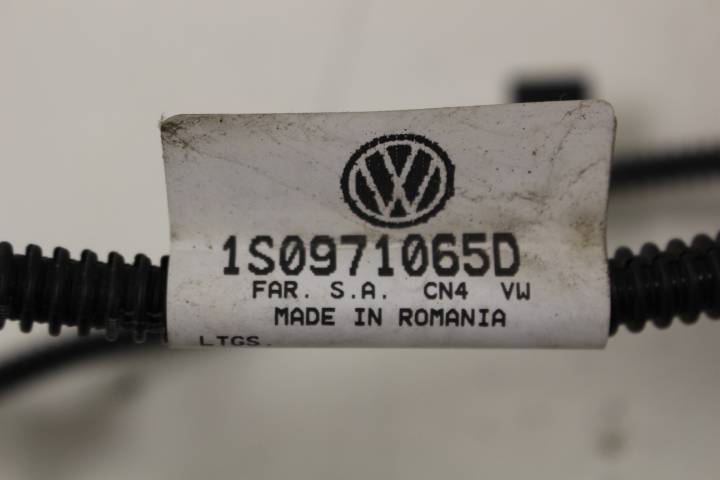 1S0971065D
FAR. S.A. CN4 VW
MADE IN ROMANIA
LTGS.